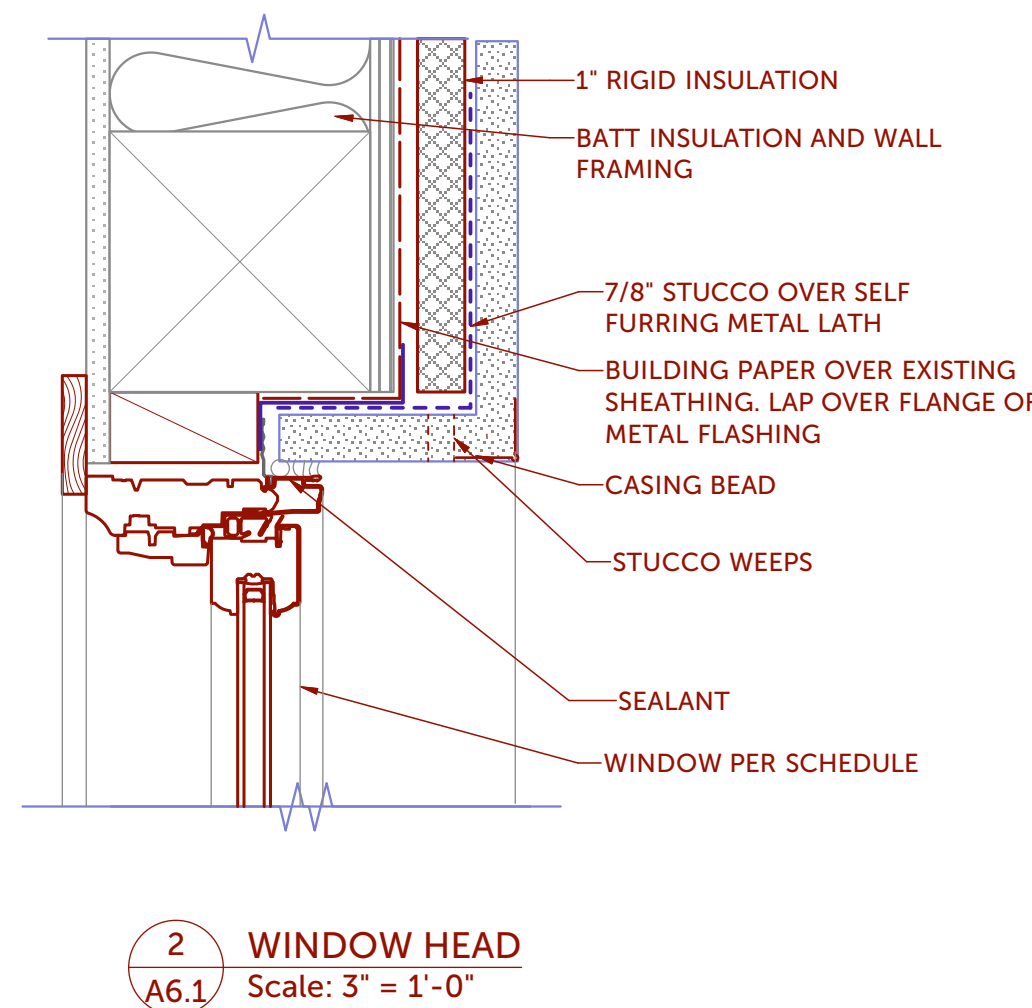 1" RIGID INSULATION
BATT INSULATION AND WALL
FRAMING
7/8" STUCCO OVER SELF
FURRING METAL LATH
BUILDING PAPER OVER EXISTING
SHEATHING. LAP OVER FLANGE OF
METAL FLASHING
CASING BEAD
STUCCO WEEPS
SEALANT
WINDOW PER SCHEDULE
2
WINDOW HEAD
A6.1
Scale: 3" = 1'-0"